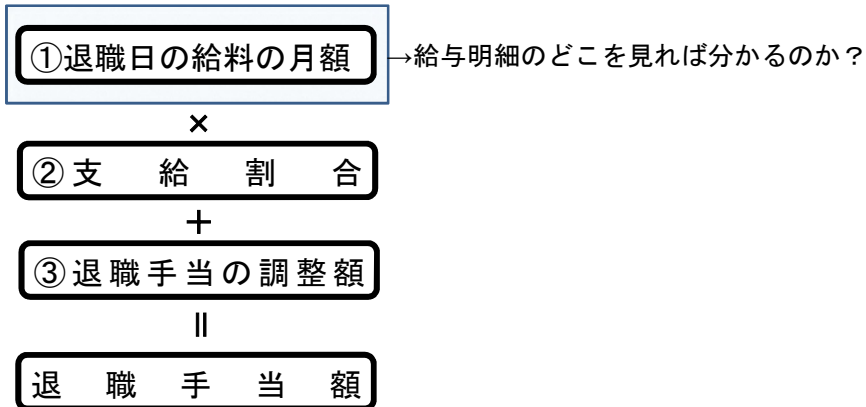 ①退職日の給料の月額 →給与明細のどこを見れば分かるのか？
×
②支給割合
＋
③退職手当の調整額
＝
退職手当額